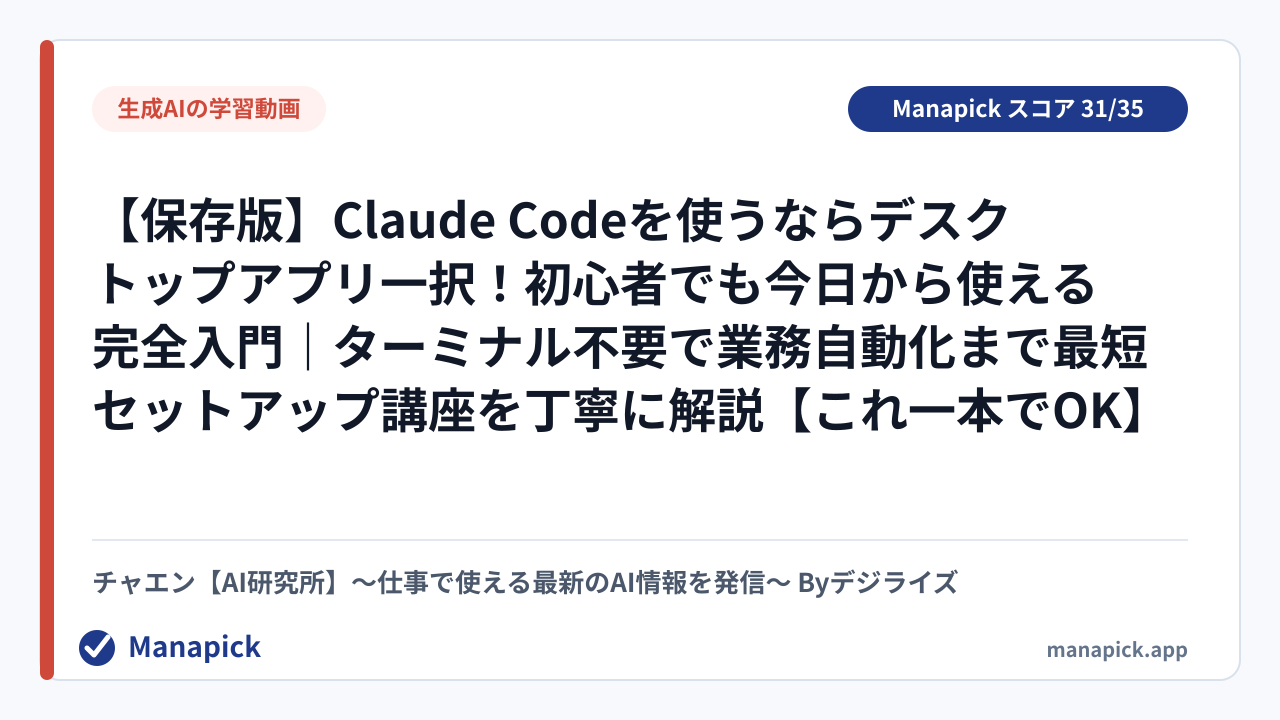 生成AIの学習動画
Manapick スコア 31/35
【保存版】Claude Codeを使うならデスク
トップアプリ一択！初心者でも今日から使える
完全入門｜ターミナル不要で業務自動化まで最短
セットアップ講座を丁寧に解説【これ一本でOK】
チャエン【AI研究所】〜仕事で使える最新のAI情報を発信〜 Byデジライズ
Manapick
manapick.app